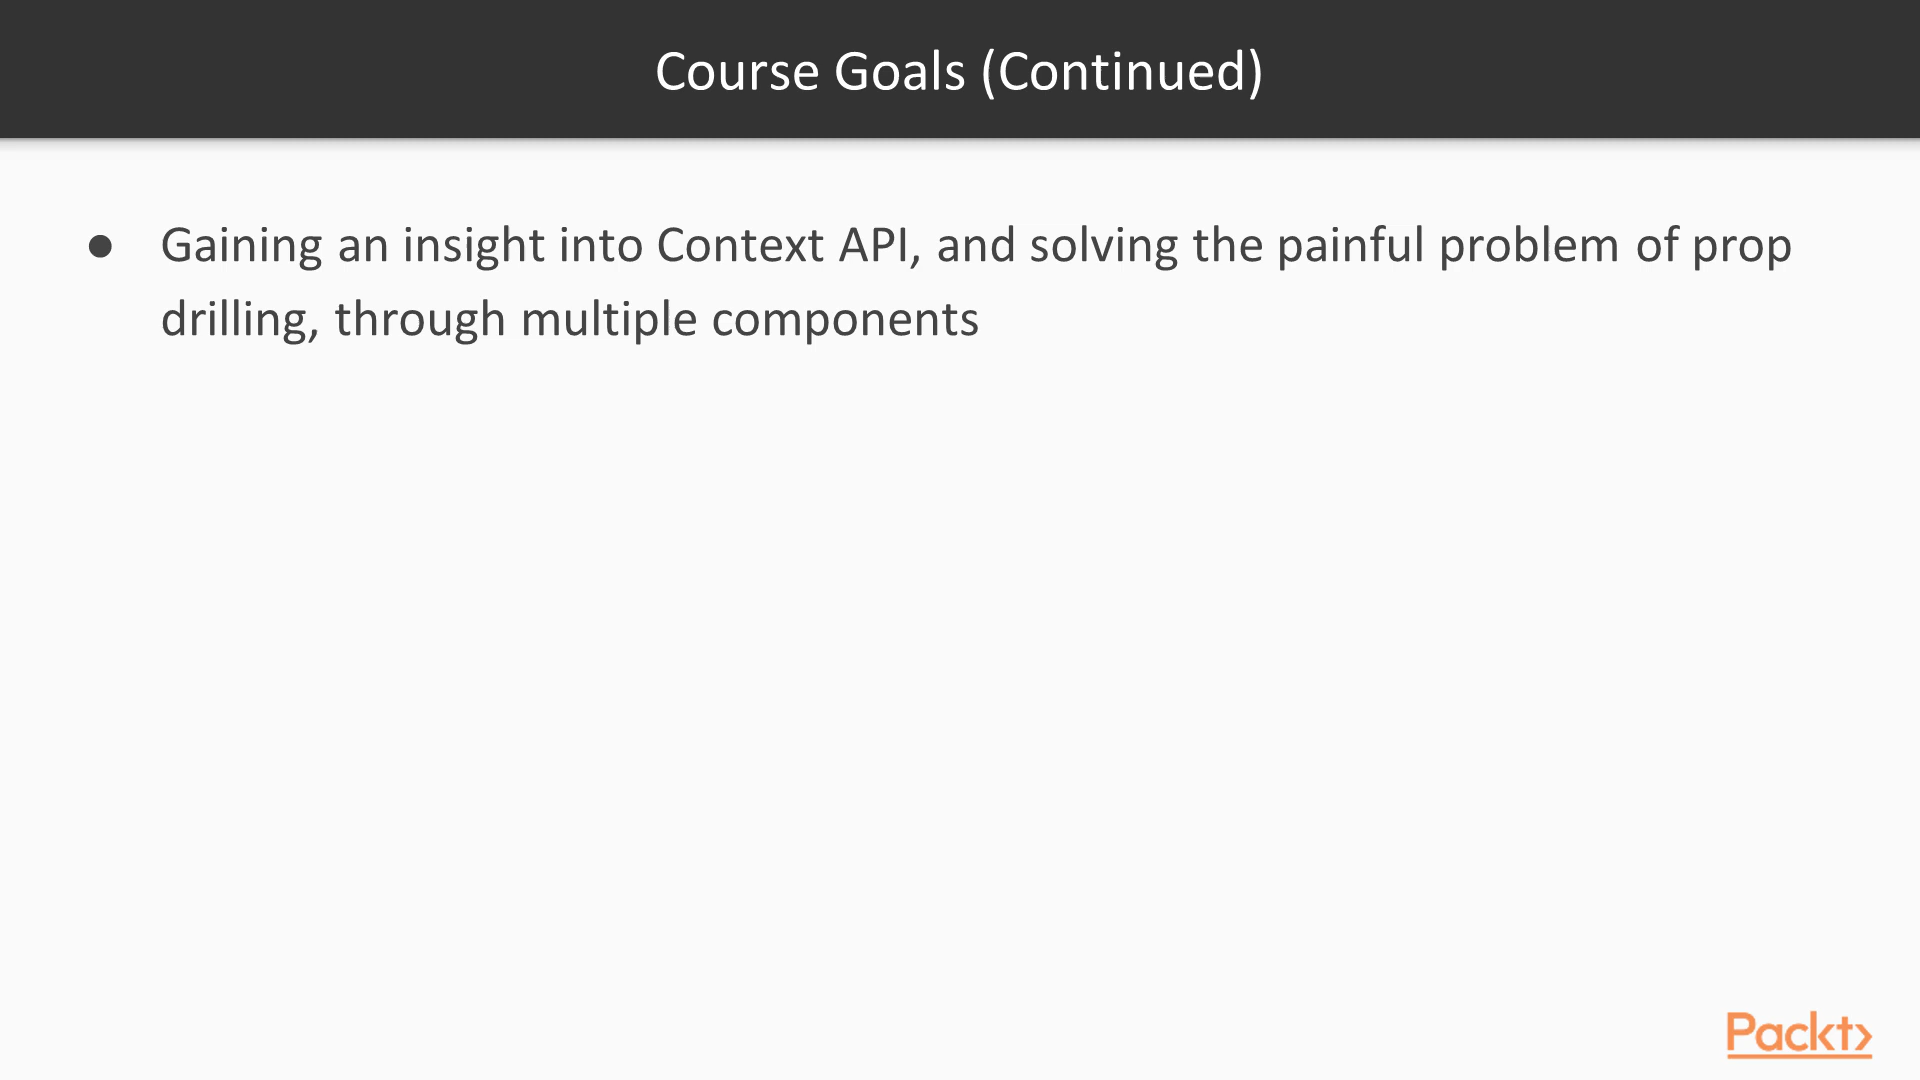 Course Goals (Continued)
● Gaining an insight into Context API, and solving the painful problem of prop
drilling, through multiple components
Packt>